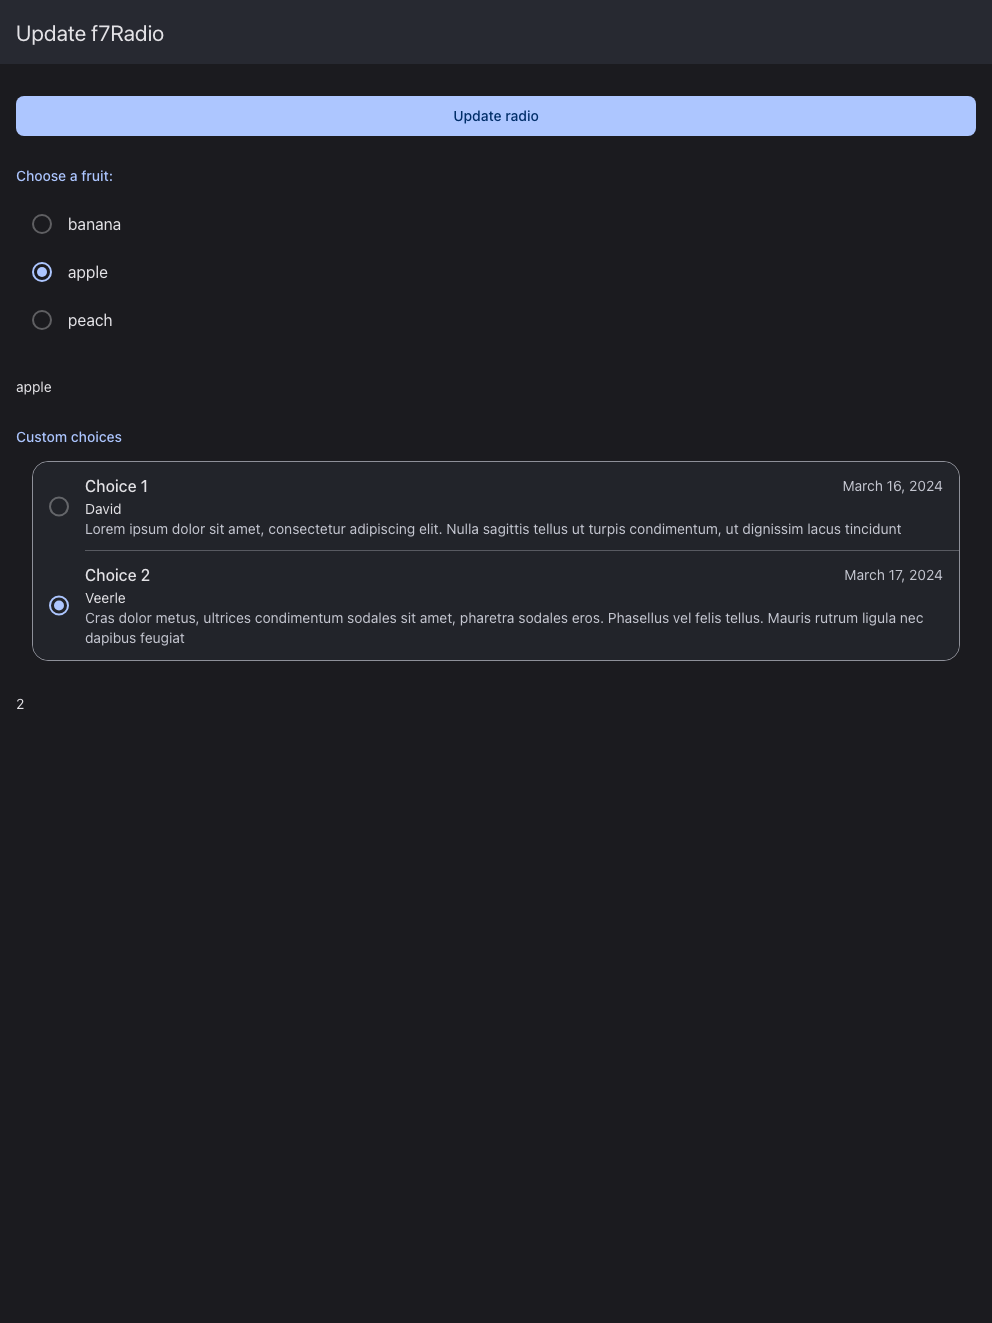 Update f7Radio
Update radio
Choose a fruit:
banana
apple
peach
apple
Custom choices
Choice 1 March 16, 2024
David
Lorem ipsum dolor sit amet, consectetur adipiscing elit. Nulla sagittis tellus ut turpis condimentum, ut dignissim lacus tincidunt
Choice 2 March 17, 2024
Veerle
Cras dolor metus, ultrices condimentum sodales sit amet, pharetra sodales eros. Phasellus vel felis tellus. Mauris rutrum ligula nec
dapibus feugiat
2